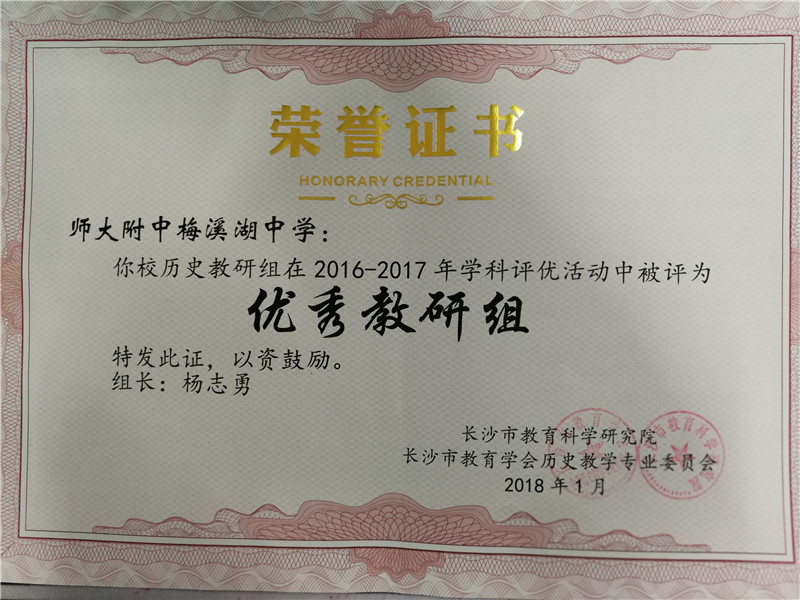 荣誉证书
HONORARY CREDENTIAL
师大附中梅溪湖中学：
你校历史教研组在2016-2017年学科评优活动中被评为
优秀教研组
特发此证，以资鼓励。
组长：杨志勇
长沙市教育科学研究院
长沙市教育学会历史教学专业委员会
2018年1月